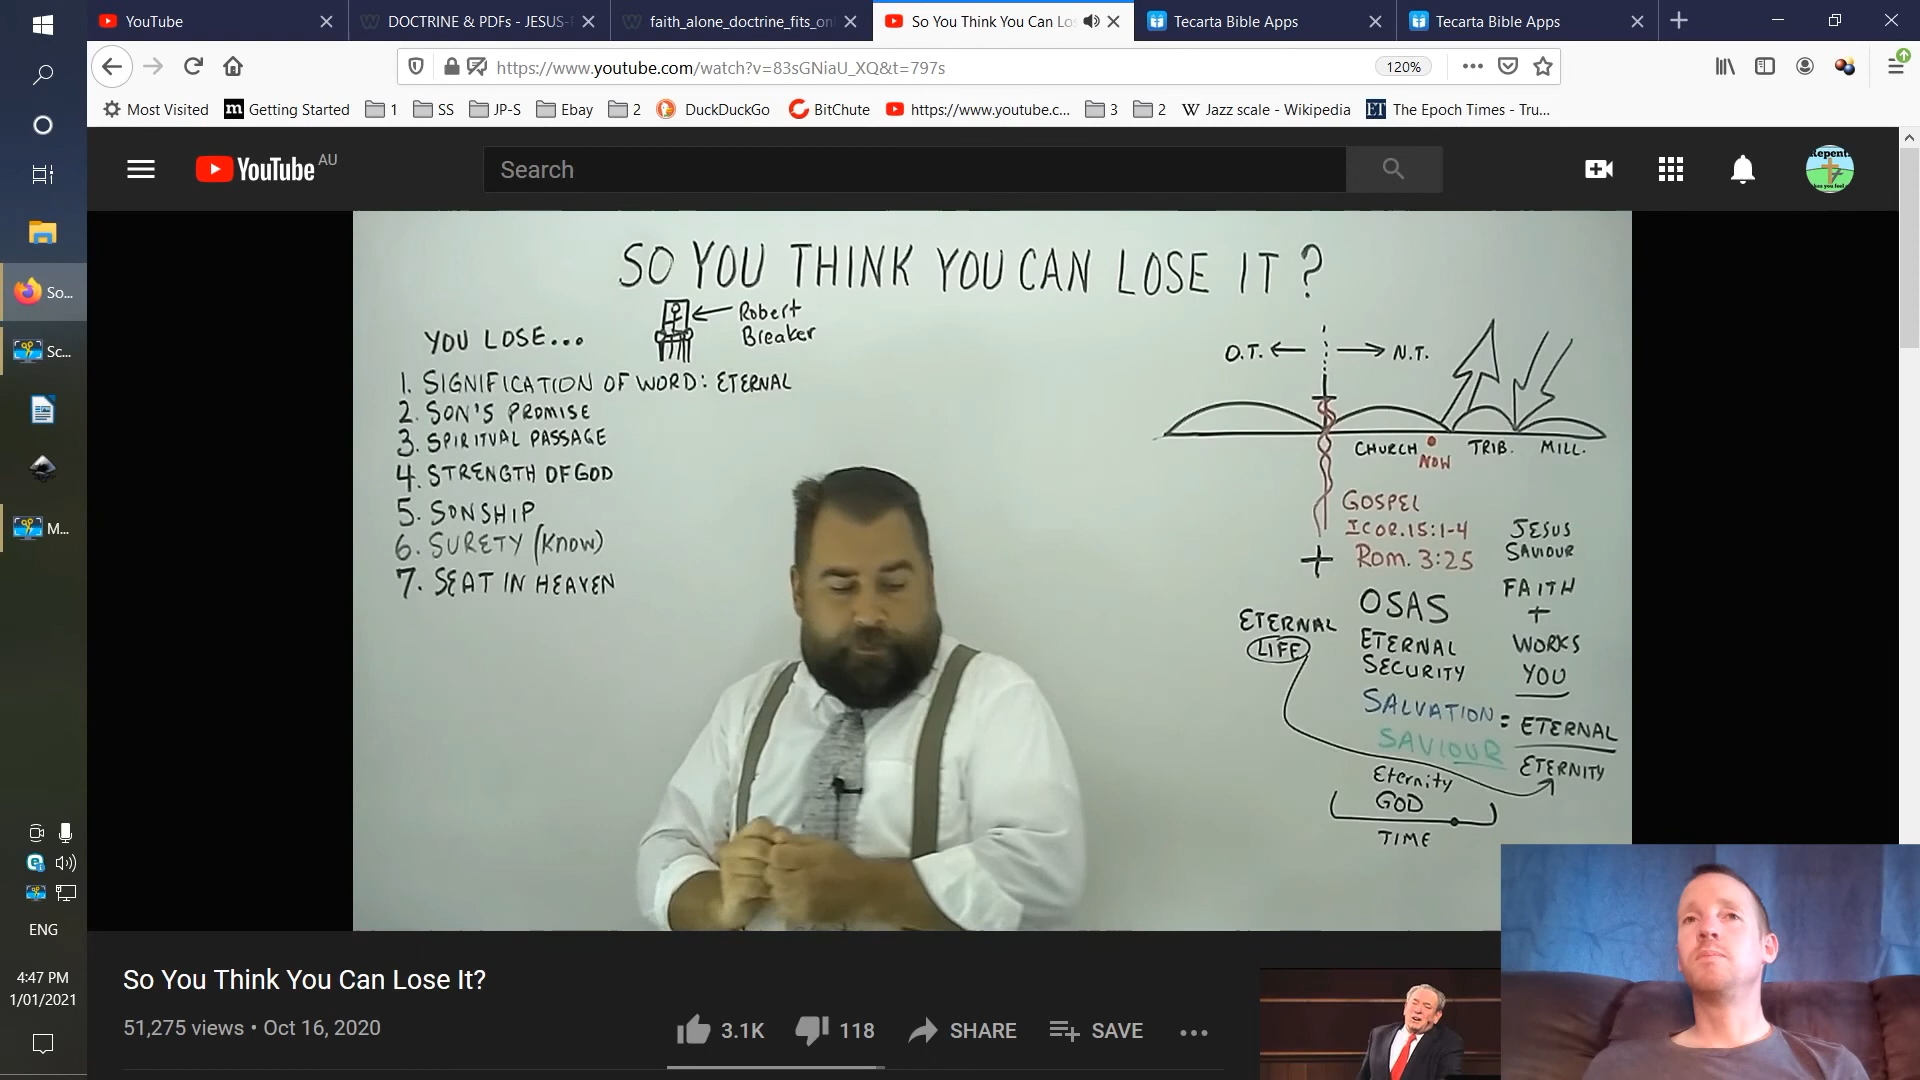 YouTube
DOCTRINE & PDFs - JESUS-
faith_alone_doctrine_fits_on
So You Think You Can Lo
Tecarta Bible Apps
Tecarta Bible Apps
https://www.youtube.com/watch?v=83sGNiaU_XQ&t=797s
120%
Most Visited
m Getting Started
1
SS
JP-S
Ebay
2
DuckDuckGo
BitChute
https://www.youtube.c...
3
2
W Jazz scale - Wikipedia
ET The Epoch Times - Tru...
YouTube AU
Search
Repent
SO YOU THINK YOU CAN LOSE IT?
Robert
Breaker
YOU LOSE...
1. SIGNIFICATION OF WORD: ETERNAL
2. SON'S PROMISE
3. SPIRITUAL PASSAGE
4. STRENGTH OF GOD
5. SONSHIP
6. SURETY (KNOW)
7. SEAT IN HEAVEN
O.T. N.T.
CHURCH TRIB. MILL.
NOW
GOSPEL
I COR.15:1-4
Rom. 3:25
JESUS
SAVIOUR
FAITH
+
WORKS
YOU
OSAS
ETERNAL
SECURITY
ETERNAL
LIFE
SALVATION = ETERNAL
SAVIOUR
ETERNITY
Eternity
GOD
TIME
So You Think You Can Lose It?
51,275 views • Oct 16, 2020
3.1K
118
SHARE
SAVE
So...
Sc...
M...
ENG
4:47 PM
1/01/2021